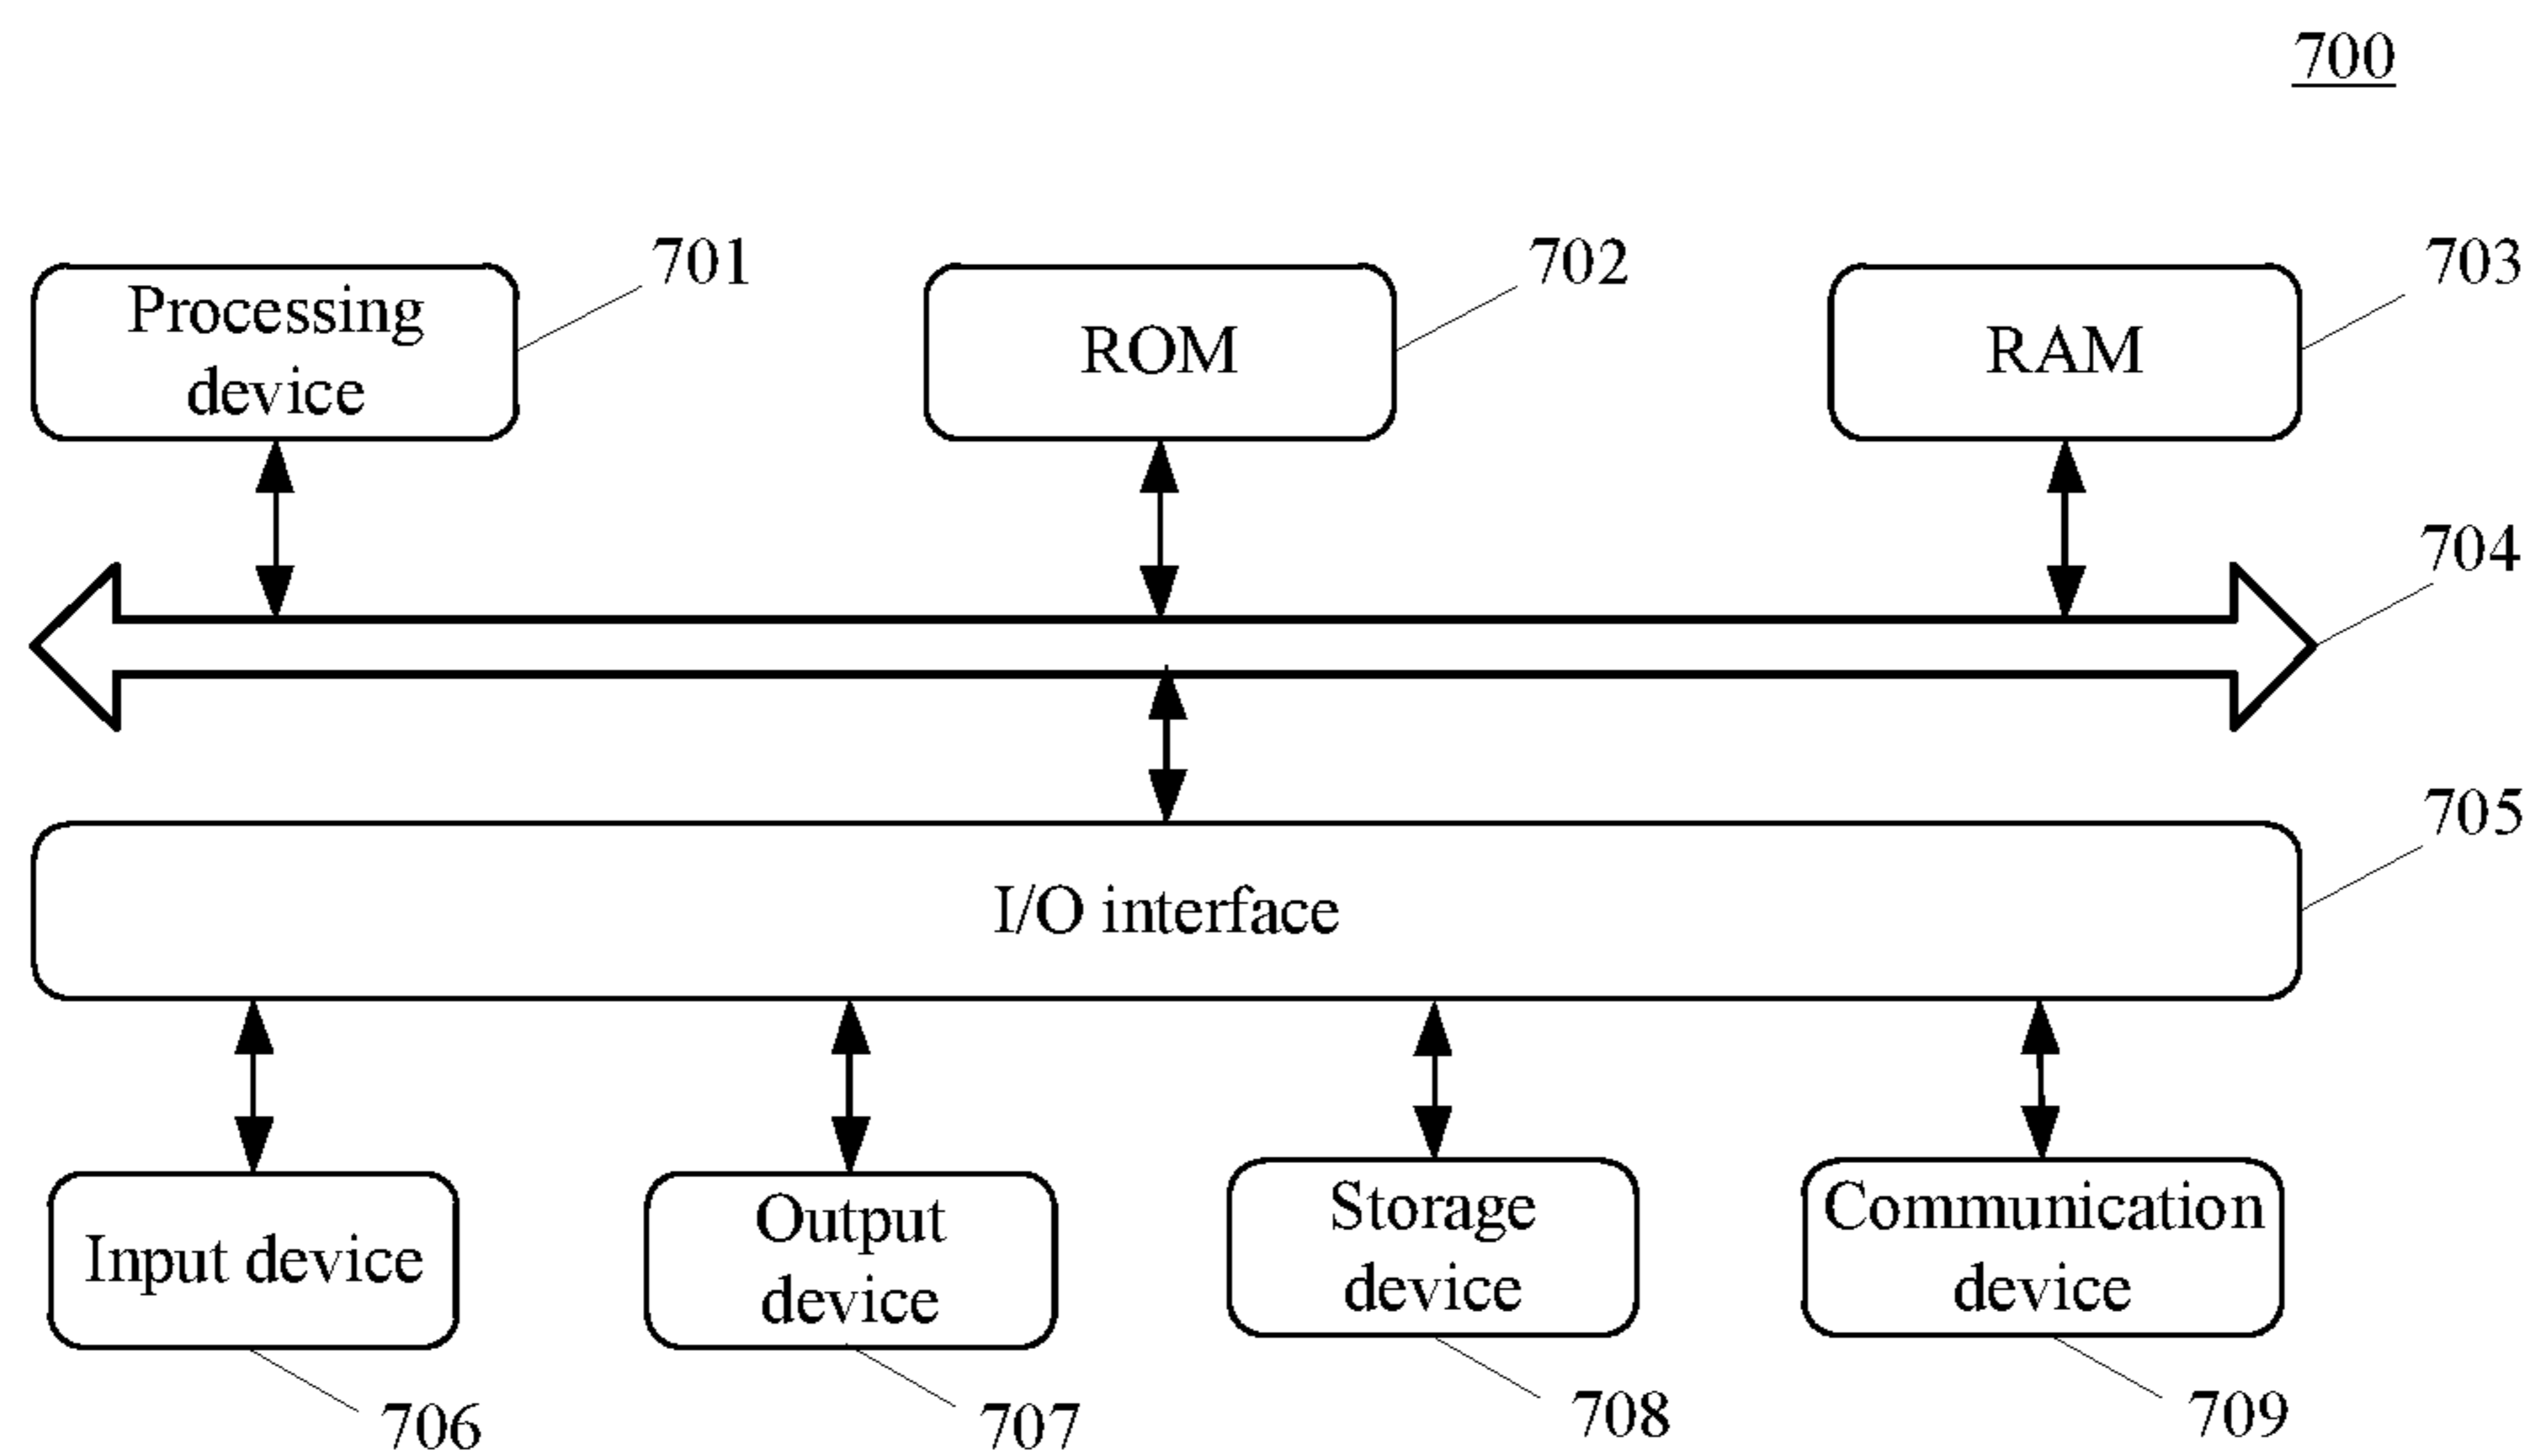 700
701
702
703
Processing
device
ROM
RAM
704
705
I/O interface
Input device
Output
device
Storage
device
Communication
device
706
707
708
709